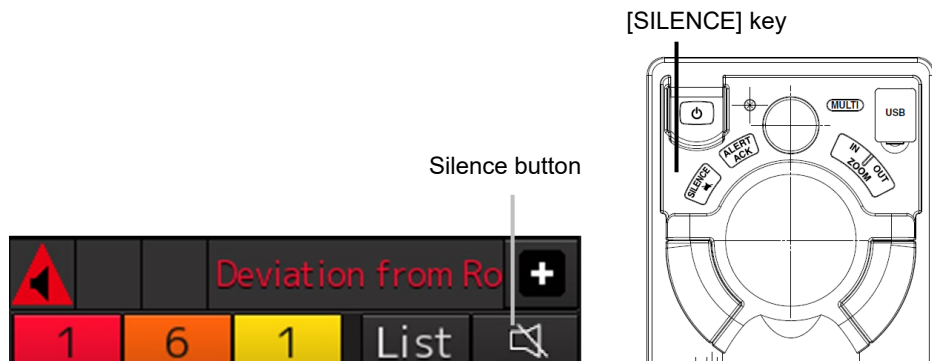 [SILENCE] key
MULTI
USB
ALERT
ACK
IN
OUT
ZOOM
SILENCE
Silence button
Deviation from Ro
1 6 1 List